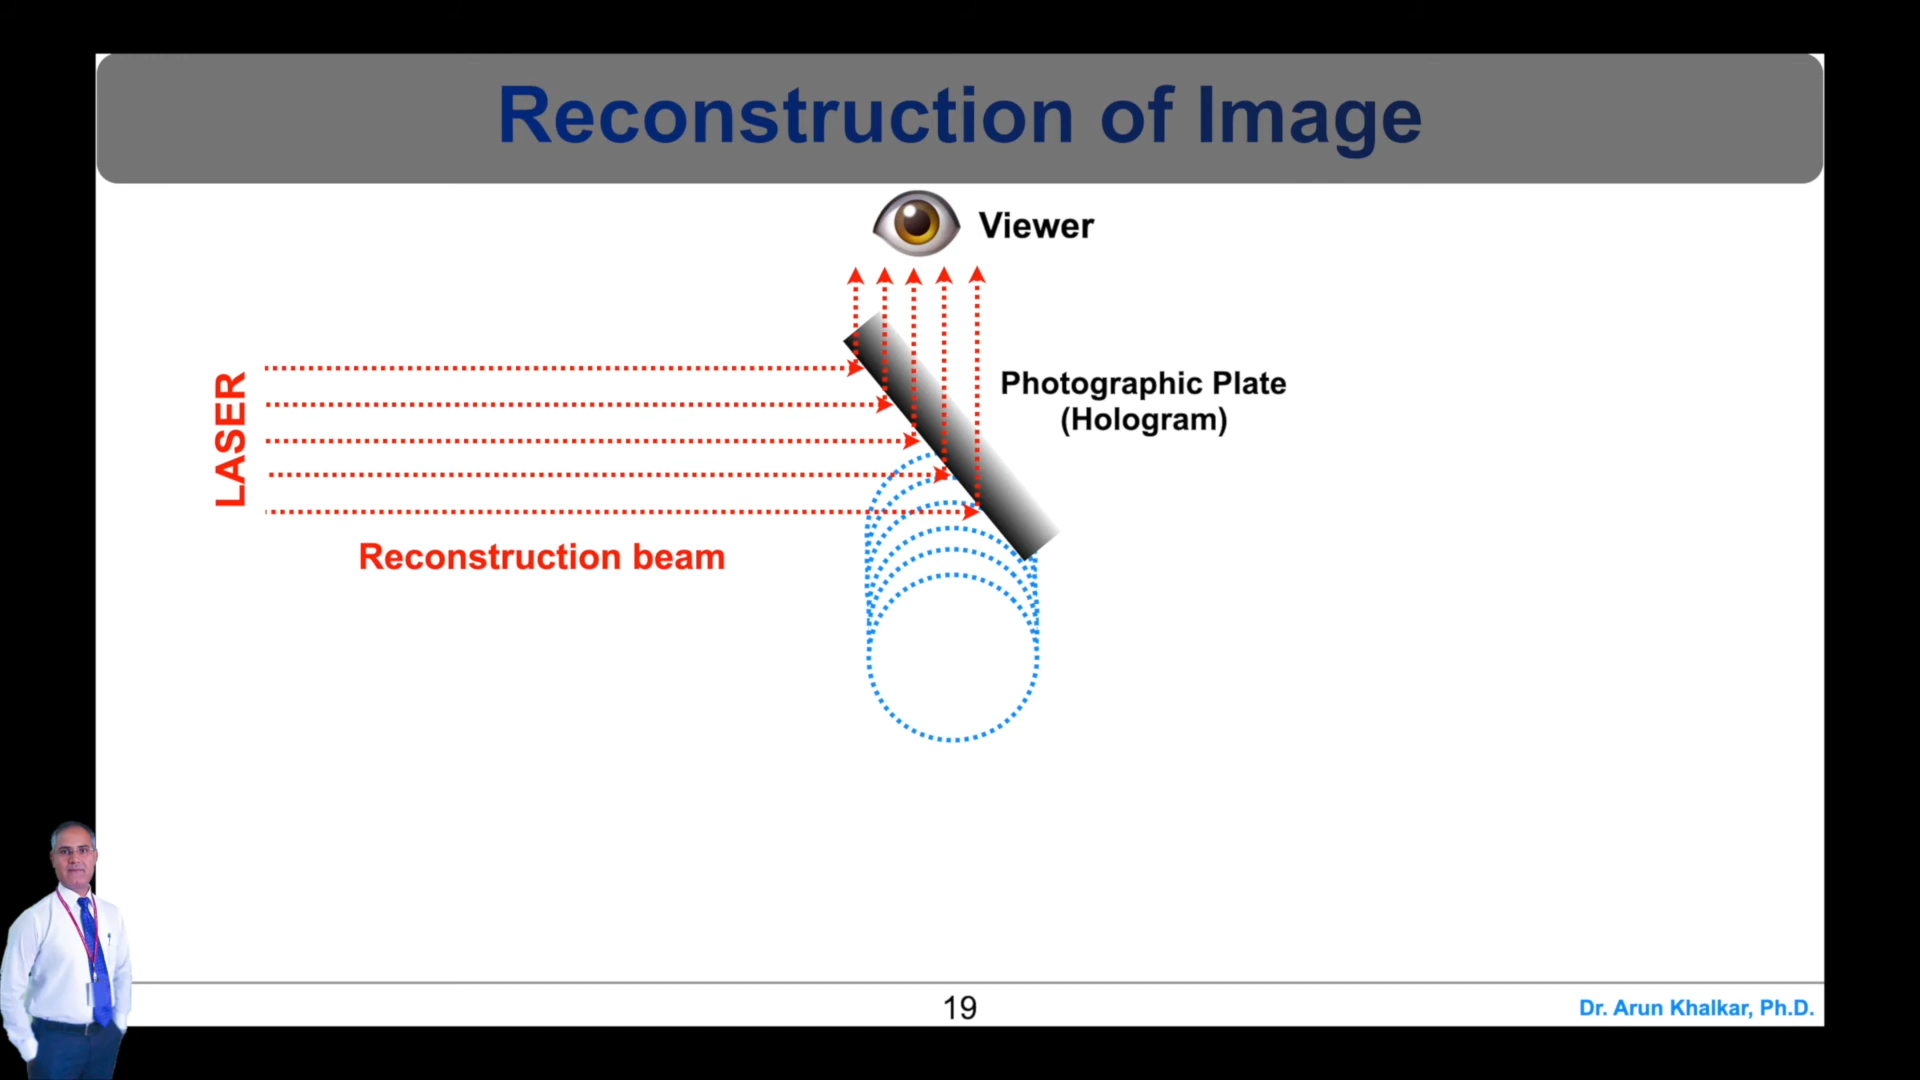 Reconstruction of Image
Viewer
Photographic Plate
(Hologram)
LASER
Reconstruction beam
19
Dr. Arun Khalkar, Ph.D.